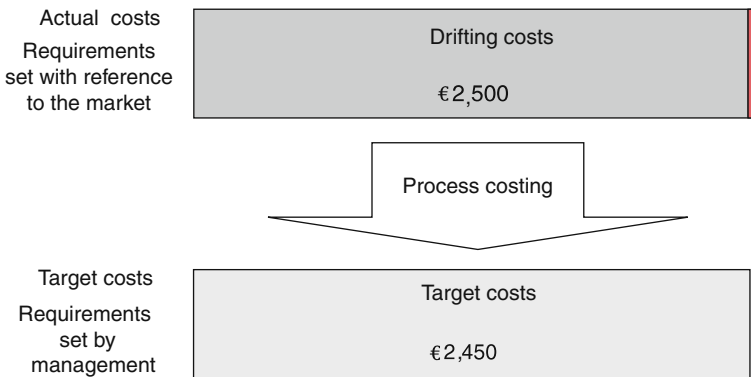 Actual costs
Requirements
set with reference
to the market
Drifting costs
€2,500
Process costing
Target costs
Requirements
set by
management
Target costs
€2,450